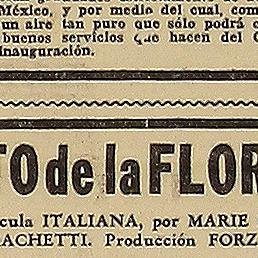 México, y por medio del cual, com
un aire tan puro que sólo podrá c
buenos servicios que hacen del C
inauguración.
TO de la FLOR
cula ITALIANA, por MARIE
RACHETTI. Producción FORZ